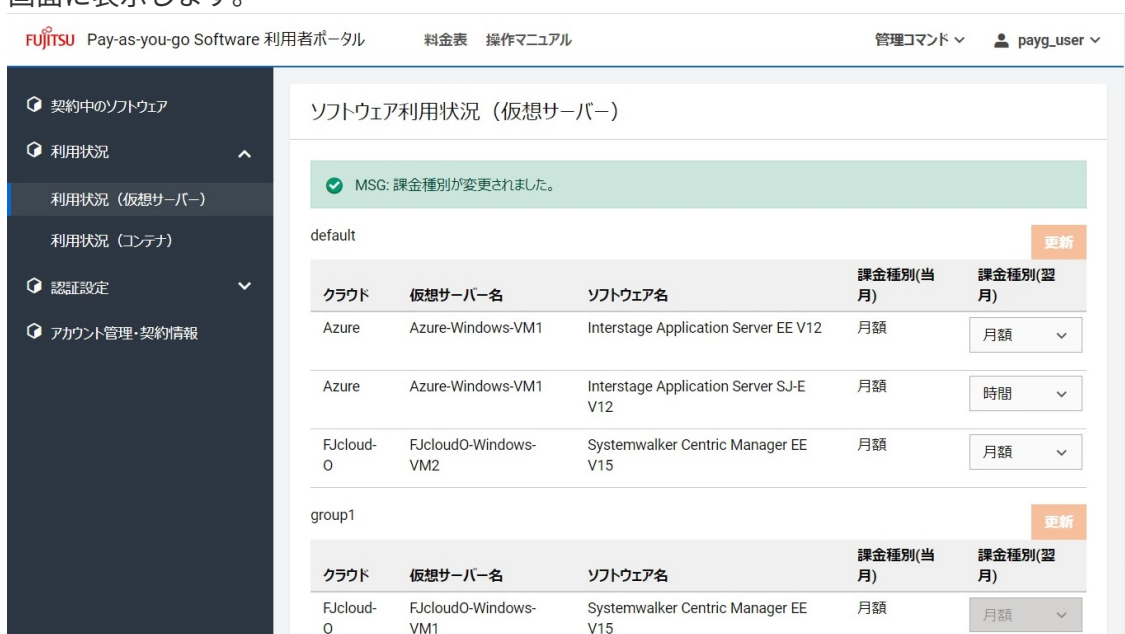 画面に表示します。
FUJITSU Pay-as-you-go Software 利用者ポータル 料金表 操作マニュアル 管理コマンド payg_user
契約中のソフトウェア
利用状況
利用状況（仮想サーバー）
利用状況（コンテナ）
認証設定
アカウント管理・契約情報
ソフトウェア利用状況（仮想サーバー）
MSG: 課金種別が変更されました。
default 更新
クラウド 仮想サーバー名 ソフトウェア名 課金種別(当月) 課金種別(翌月)
Azure Azure-Windows-VM1 Interstage Application Server EE V12 月額 月額
Azure Azure-Windows-VM1 Interstage Application Server SJ-E V12 月額 時間
FJcloud-O FJcloudO-Windows-VM2 Systemwalker Centric Manager EE V15 月額 月額
group1 更新
クラウド 仮想サーバー名 ソフトウェア名 課金種別(当月) 課金種別(翌月)
FJcloud-O FJcloudO-Windows-VM1 Systemwalker Centric Manager EE V15 月額 月額